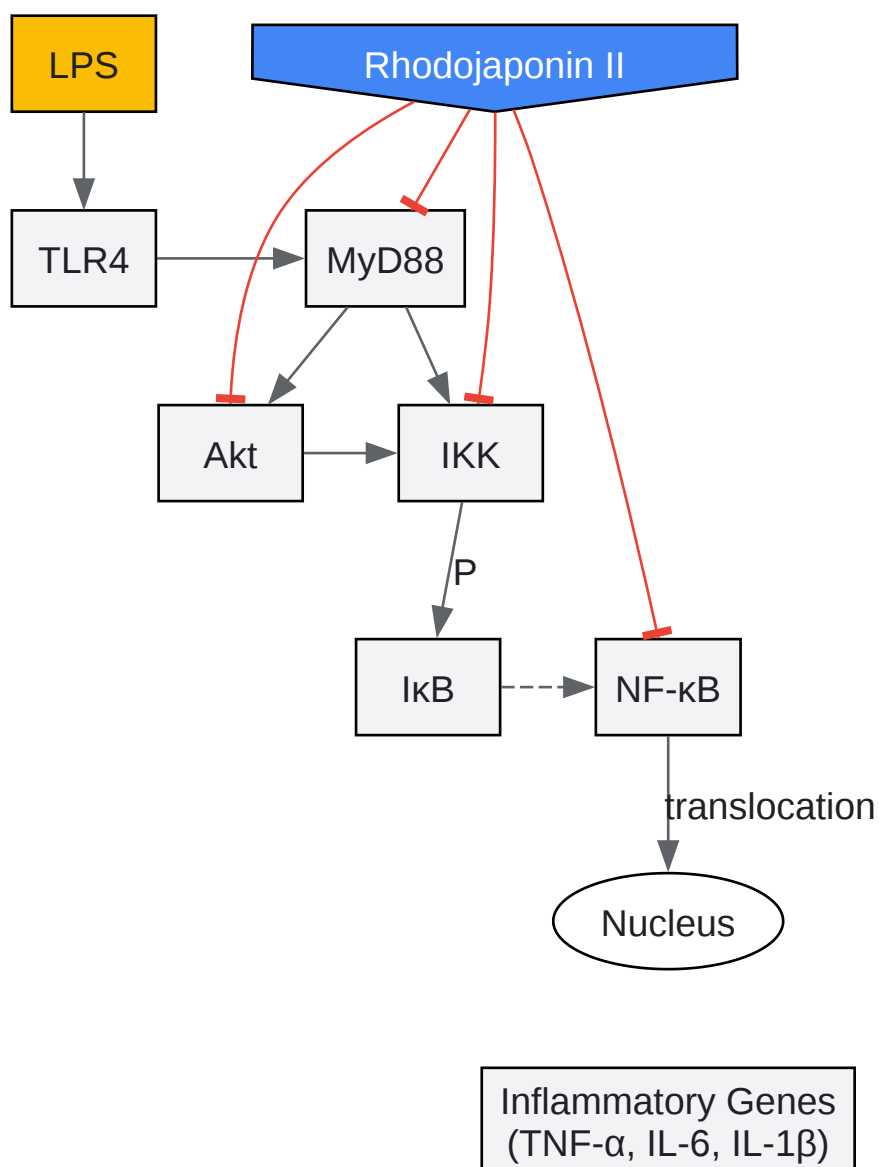 LPS
Rhodojaponin II
TLR4
MyD88
Akt
IKK
P
IκB
NF-κB
translocation
Nucleus
Inflammatory Genes
(TNF-α, IL-6, IL-1β)